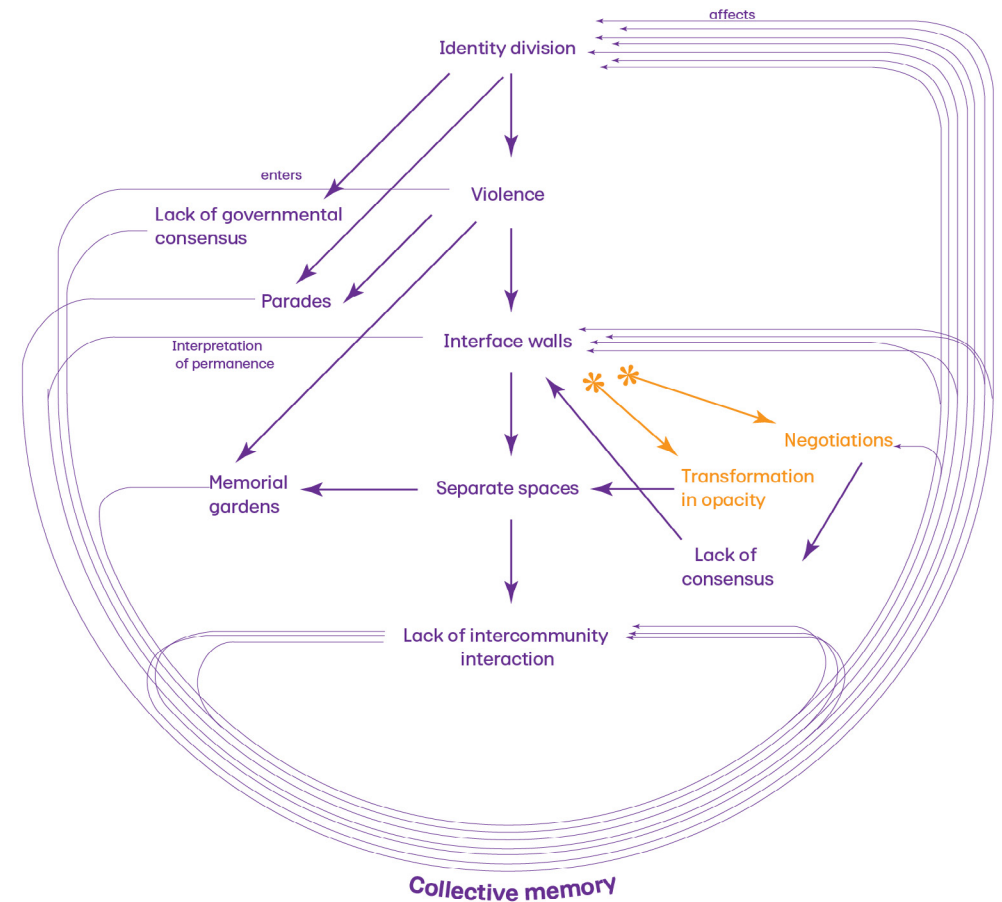 affects
Identity division
enters
Violence
Lack of governmental
consensus
Parades
Interface walls
Interpretation
of permanence
Negotiations
Memorial
gardens
Separate spaces
Transformation
in opacity
Lack of
consensus
Lack of intercommunity
interaction
Collective memory